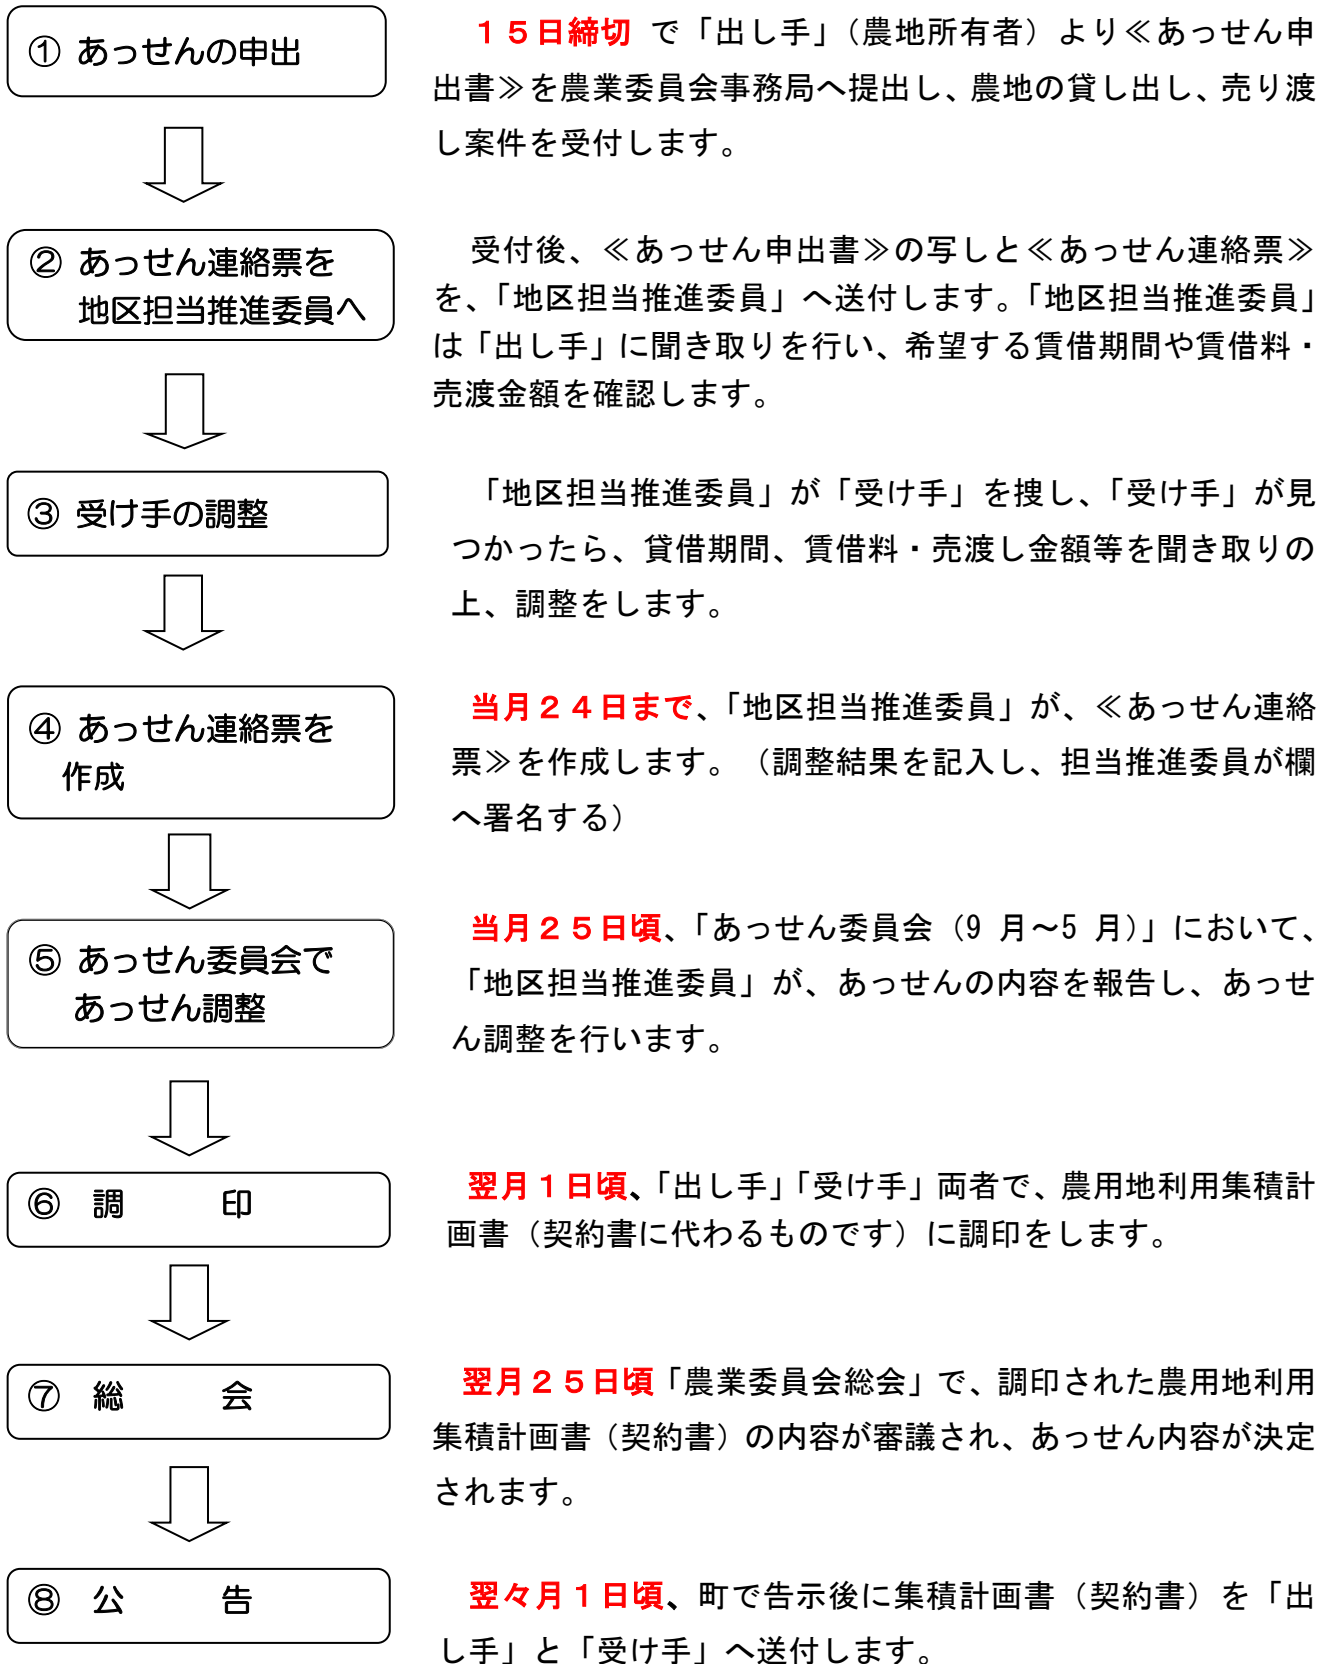 ① あっせんの申出
１５日締切 で「出し手」（農地所有者）より≪あっせん申
出書≫を農業委員会事務局へ提出し、農地の貸し出し、売り渡
し案件を受付します。
② あっせん連絡票を
地区担当推進委員へ
受付後、≪あっせん申出書≫の写しと≪あっせん連絡票≫
を、「地区担当推進委員」へ送付します。「地区担当推進委員」
は「出し手」に聞き取りを行い、希望する賃借期間や賃借料・
売渡金額を確認します。
③ 受け手の調整
「地区担当推進委員」が「受け手」を捜し、「受け手」が見
つかったら、貸借期間、賃借料・売渡し金額等を聞き取りの
上、調整をします。
④ あっせん連絡票を
作成
当月２４日まで、「地区担当推進委員」が、≪あっせん連絡
票≫を作成します。（調整結果を記入し、担当推進委員が欄
へ署名する）
⑤ あっせん委員会で
あっせん調整
当月２５日頃、「あっせん委員会（9 月～5 月）」において、
「地区担当推進委員」が、あっせんの内容を報告し、あっせ
ん調整を行います。
⑥ 調 印
翌月１日頃、「出し手」「受け手」両者で、農用地利用集積計
画書（契約書に代わるものです）に調印をします。
⑦ 総 会
翌月２５日頃「農業委員会総会」で、調印された農用地利用
集積計画書（契約書）の内容が審議され、あっせん内容が決定
されます。
⑧ 公 告
翌々月１日頃、町で告示後に集積計画書（契約書）を「出
し手」と「受け手」へ送付します。